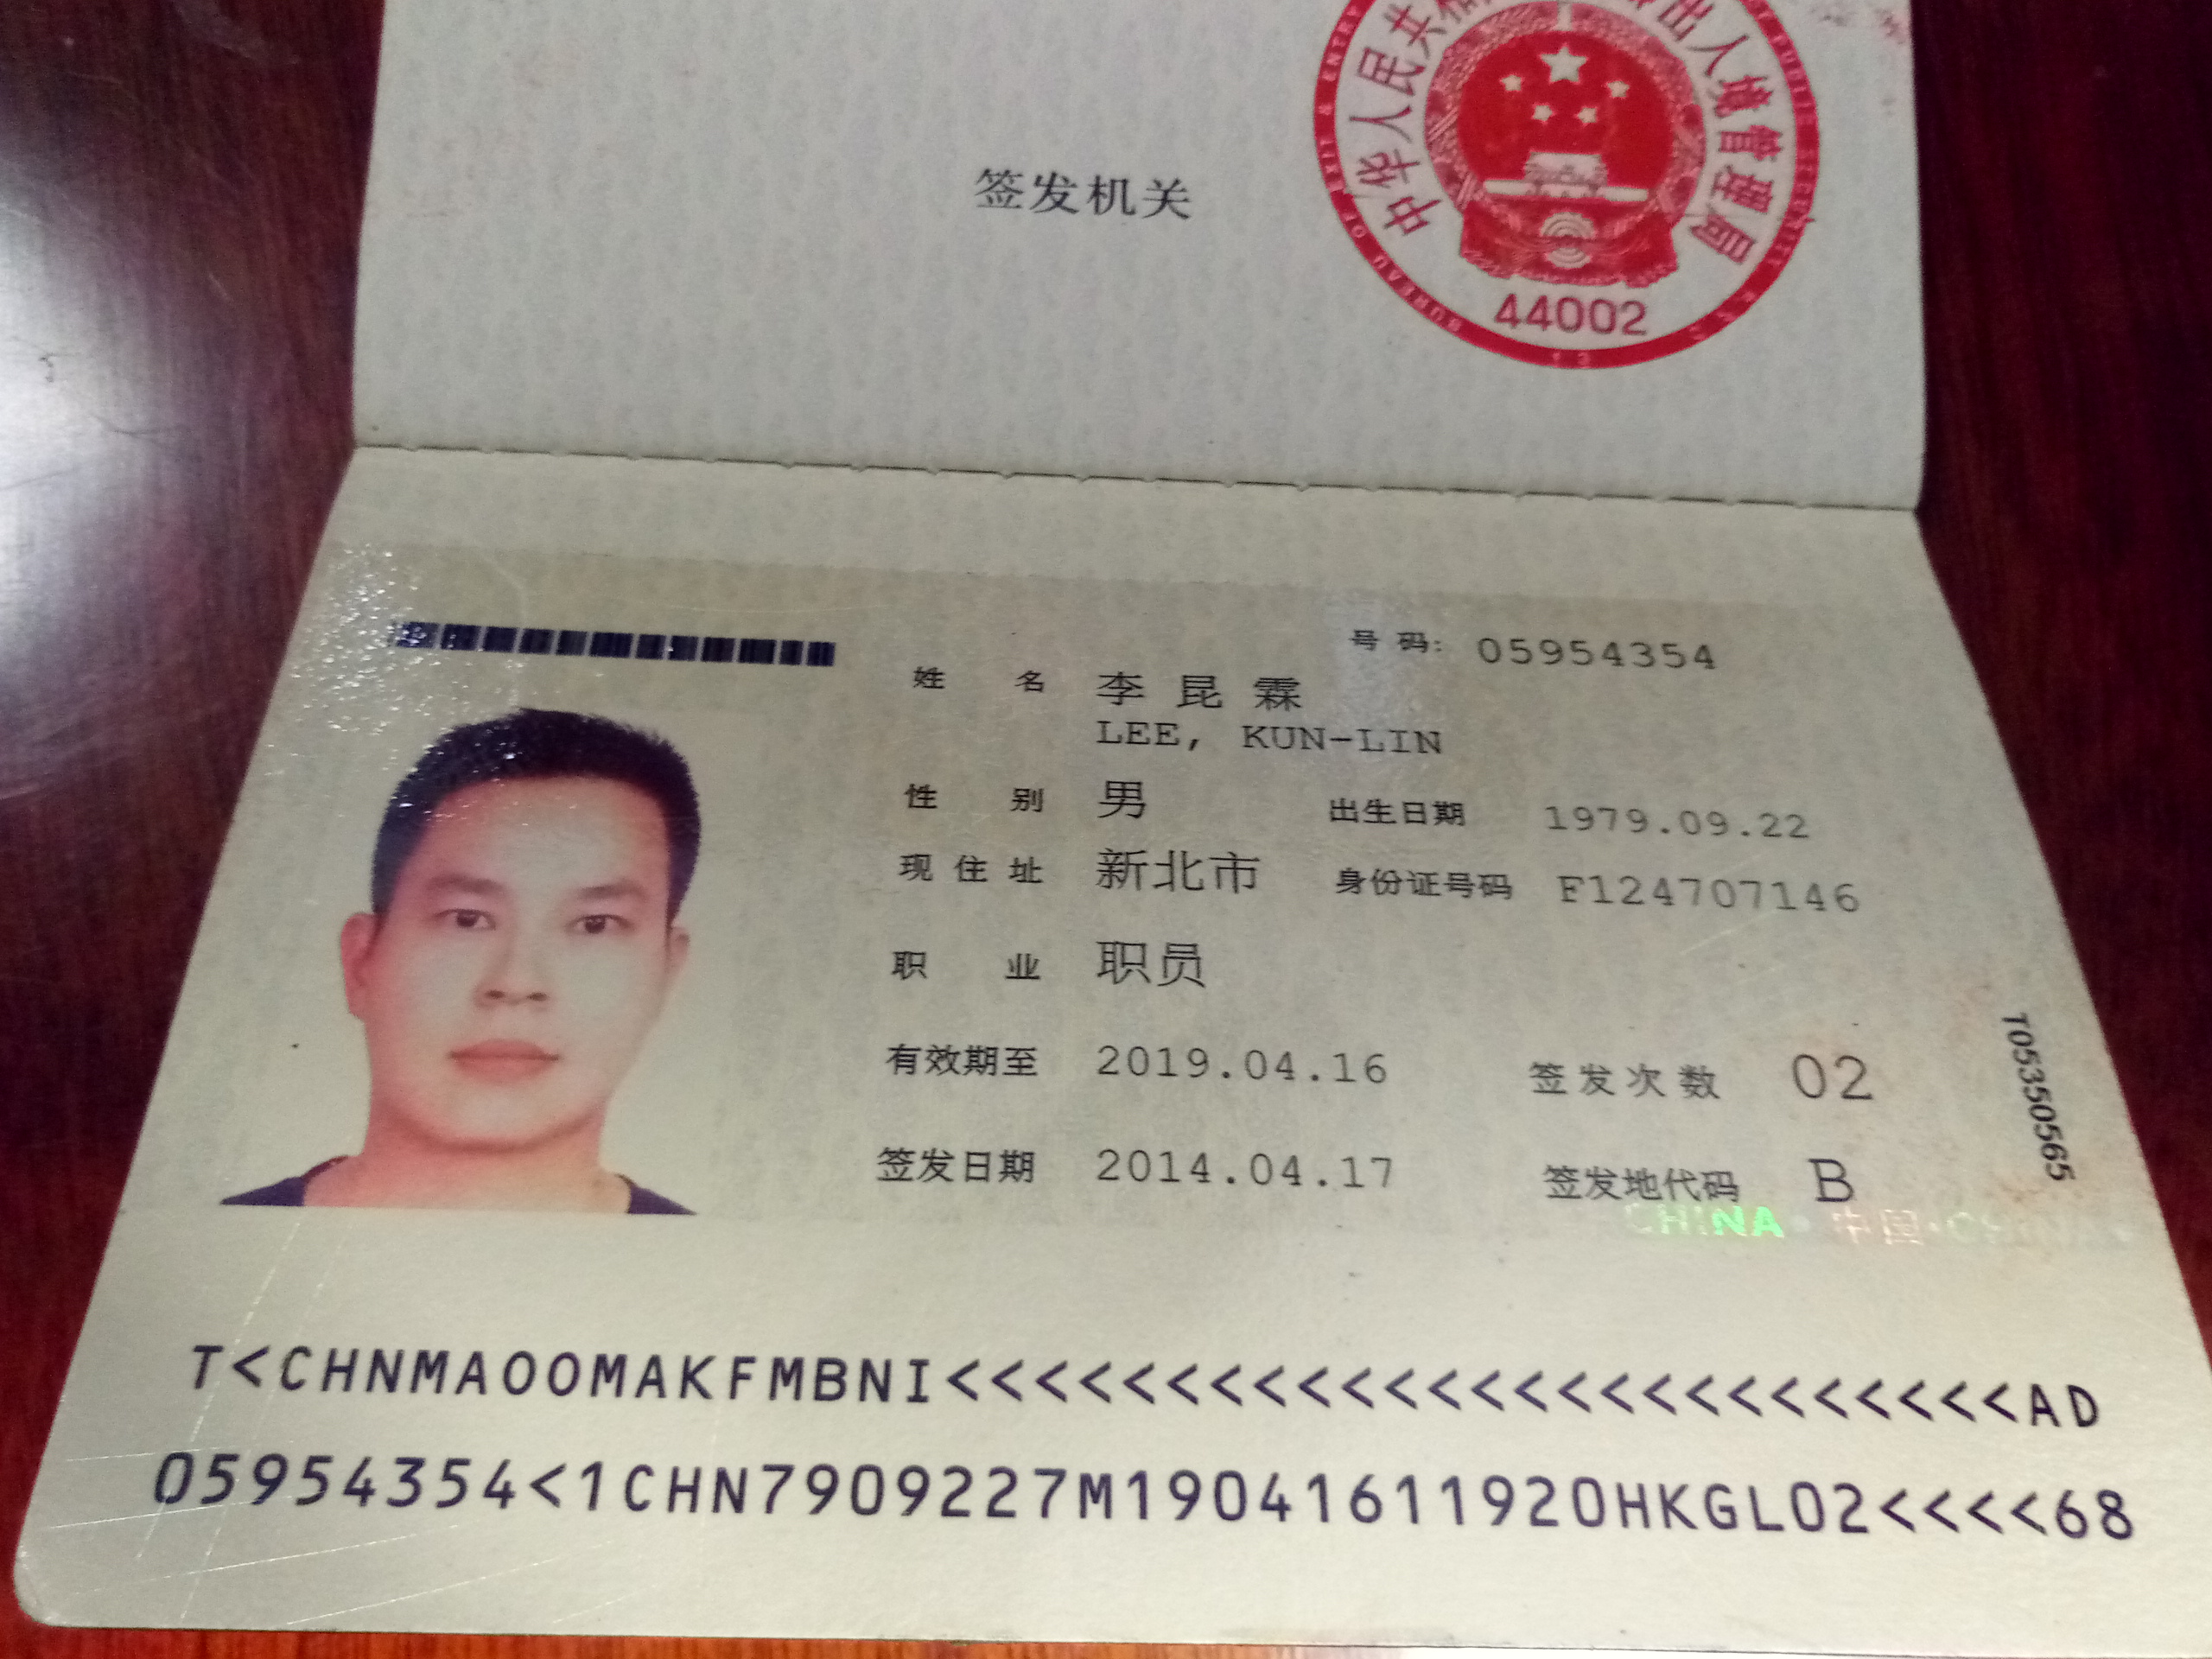 中华人民共和国 出入境管理局
签发机关
44002
号码: 05954354
姓名 李昆霖
LEE, KUN-LIN
性别 男 出生日期 1979.09.22
现住址 新北市 身份证号码 F124707146
职业 职员
有效期至 2019.04.16 签发次数 02
签发日期 2014.04.17 签发地代码 B
T05350565
CHINA 中国 CHINA
T<CHNMAOOMAKFMBNI<<<<<<<<<<<<<<<<<<<<<<<<<AD
05954354<1CHN7909227M19041611920HKGL02<<<<68